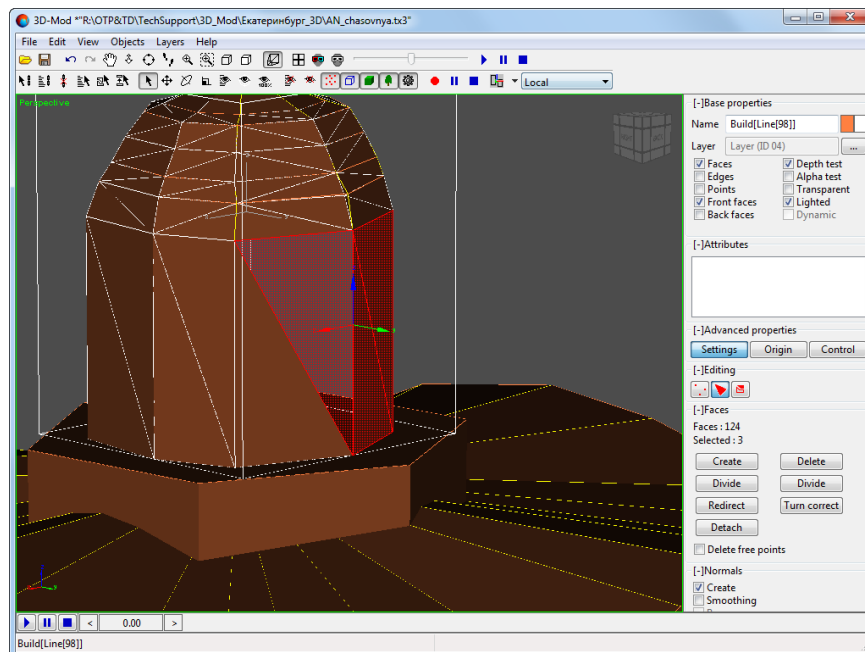 3D-Mod *"R:\OTP&TD\TechSupport\3D_Mod\Екатеринбург_3D\AN_chasovnya.tx3"
File Edit View Objects Layers Help
100%
Local
Perspective
[-]Base properties
Name Build[Line[98]]
Layer Layer (ID 04) ...
Faces Depth test
Edges Alpha test
Points Transparent
Front faces Lighted
Back faces Dynamic
[-]Attributes
[-]Advanced properties
Settings Origin Control
[-]Editing
[-]Faces
Faces : 124
Selected : 3
Create Delete
Divide Divide
Redirect Turn correct
Detach
Delete free points
[-]Normals
Create
Smoothing
< 0.00 >
Build[Line[98]]